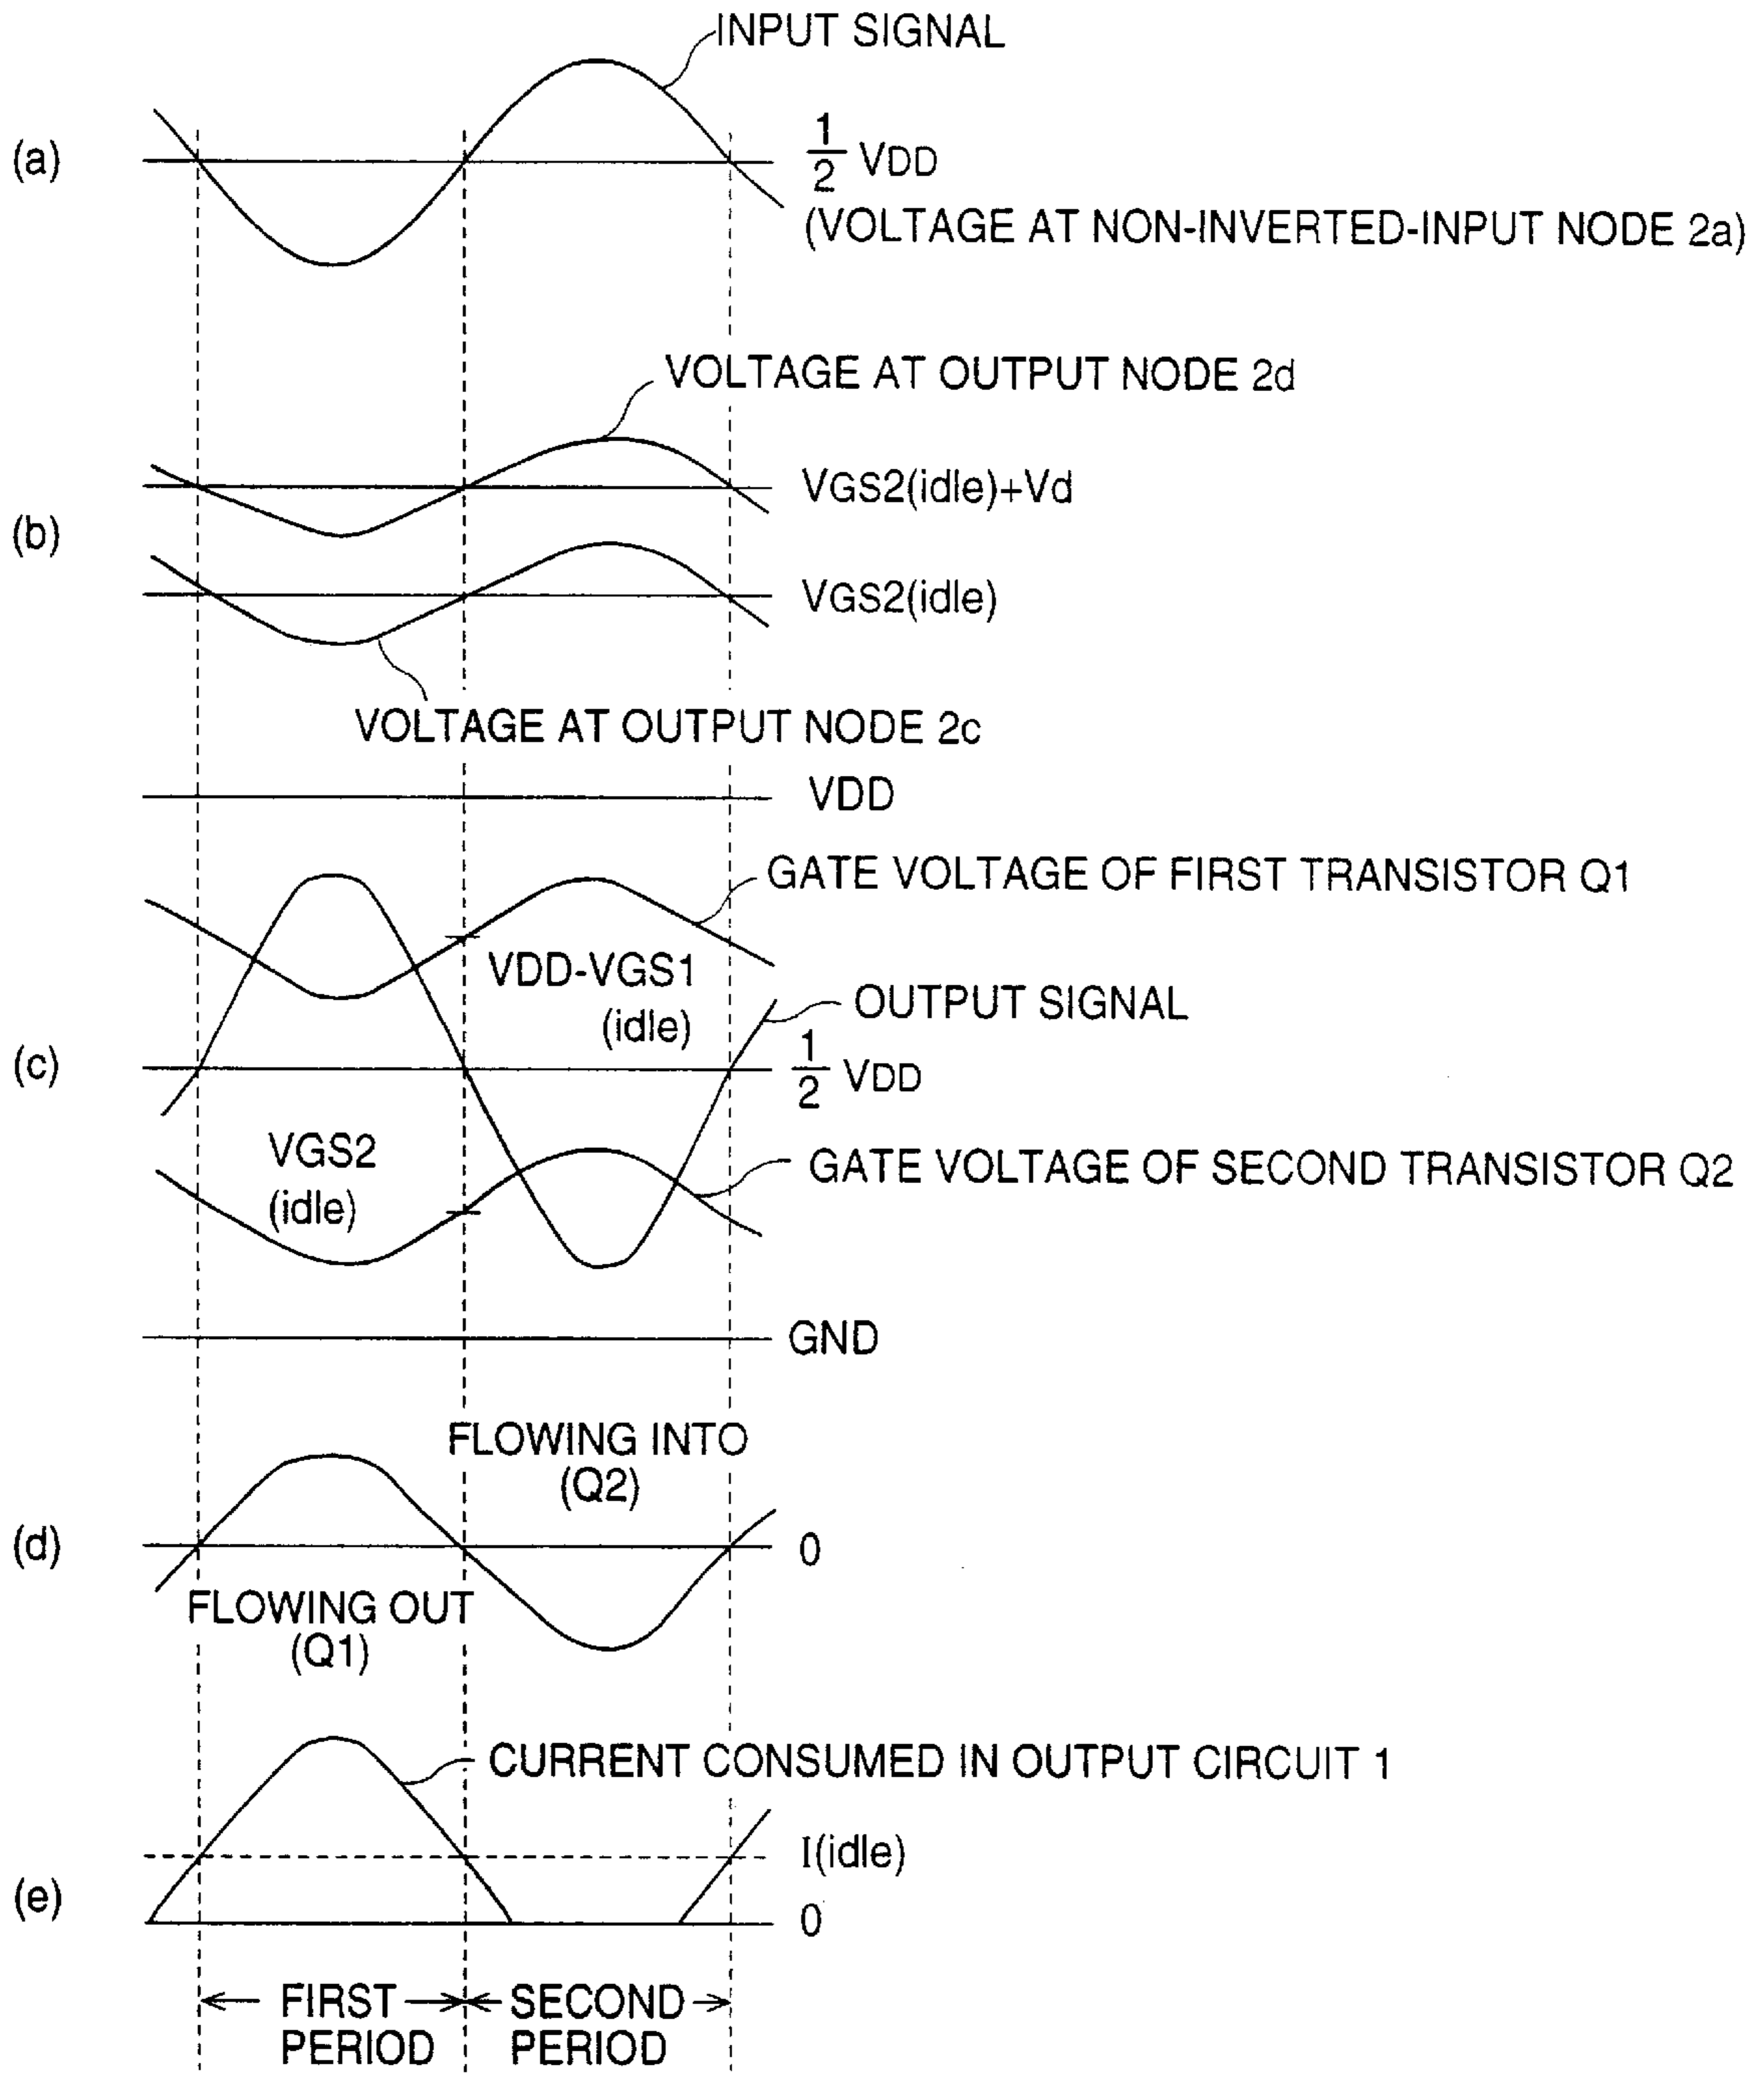 INPUT SIGNAL
(a)
1/2 VDD
(VOLTAGE AT NON-INVERTED-INPUT NODE 2a)
VOLTAGE AT OUTPUT NODE 2d
VGS2(idle)+Vd
(b)
VGS2(idle)
VOLTAGE AT OUTPUT NODE 2c
VDD
GATE VOLTAGE OF FIRST TRANSISTOR Q1
VDD-VGS1
(idle)
OUTPUT SIGNAL
(c)
1/2 VDD
VGS2
(idle)
GATE VOLTAGE OF SECOND TRANSISTOR Q2
GND
FLOWING INTO
(Q2)
(d)
0
FLOWING OUT
(Q1)
CURRENT CONSUMED IN OUTPUT CIRCUIT 1
I(idle)
(e)
0
FIRST
PERIOD
SECOND
PERIOD